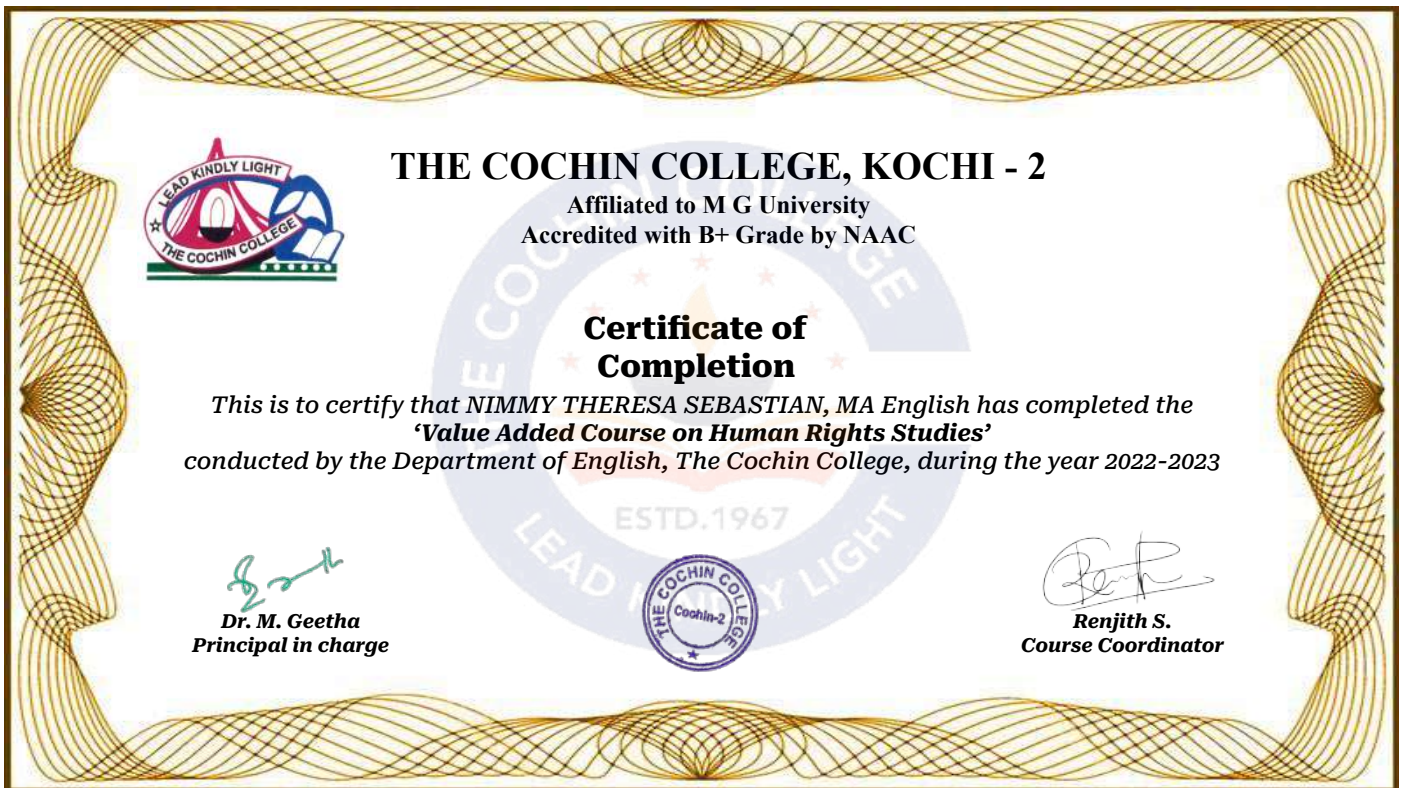 LEAD KINDLY LIGHT
THE COCHIN COLLEGE
THE COCHIN COLLEGE, KOCHI - 2
Affiliated to M G University
Accredited with B+ Grade by NAAC
THE COCHIN COLLEGE
Certificate of
Completion
This is to certify that NIMMY THERESA SEBASTIAN, MA English has completed the
‘Value Added Course on Human Rights Studies’
conducted by the Department of English, The Cochin College, during the year 2022-2023
ESTD.1967
LEAD KINDLY LIGHT
THE COCHIN COLLEGE
Cochin-2
Dr. M. Geetha
Principal in charge
Renjith S.
Course Coordinator